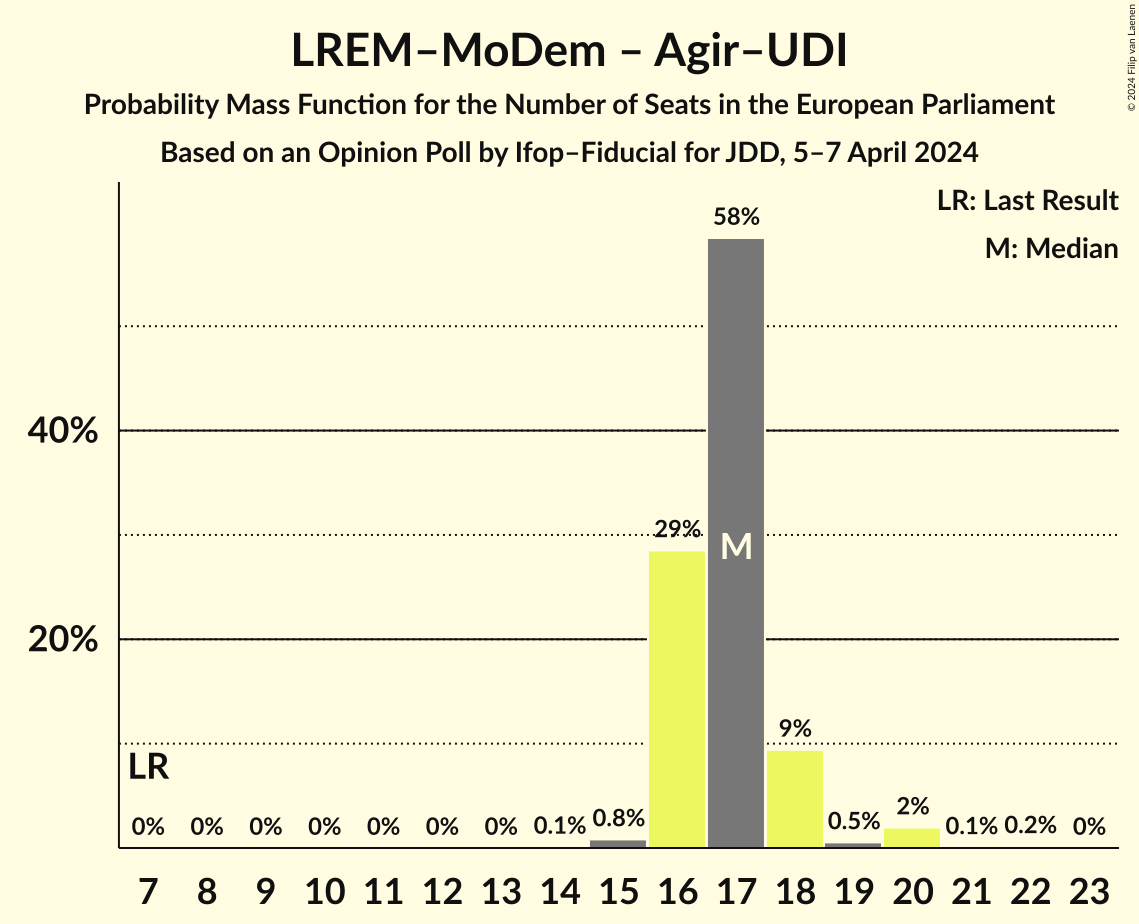 LREM–MoDem – Agir–UDI
Probability Mass Function for the Number of Seats in the European Parliament
Based on an Opinion Poll by Ifop–Fiducial for JDD, 5–7 April 2024
© 2024 Filip van Laenen
LR: Last Result
M: Median
58%
40%
29%
M
20%
9%
LR
0% 0% 0% 0% 0% 0% 0% 0.1% 0.8% 0.5% 2% 0.1% 0.2% 0%
7 8 9 10 11 12 13 14 15 16 17 18 19 20 21 22 23